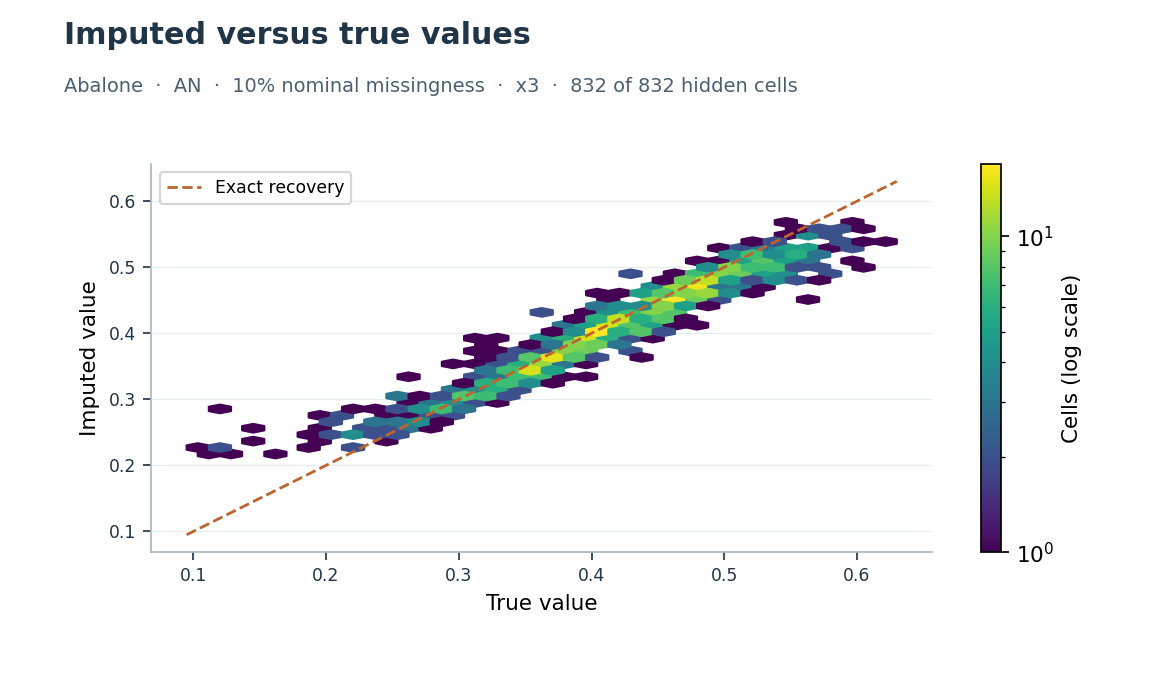 Imputed versus true values
Abalone · AN · 10% nominal missingness · x3 · 832 of 832 hidden cells
Exact recovery
0.6
0.5
0.4
0.3
0.2
0.1
Imputed value
0.1 0.2 0.3 0.4 0.5 0.6
True value
10¹
10⁰
Cells (log scale)